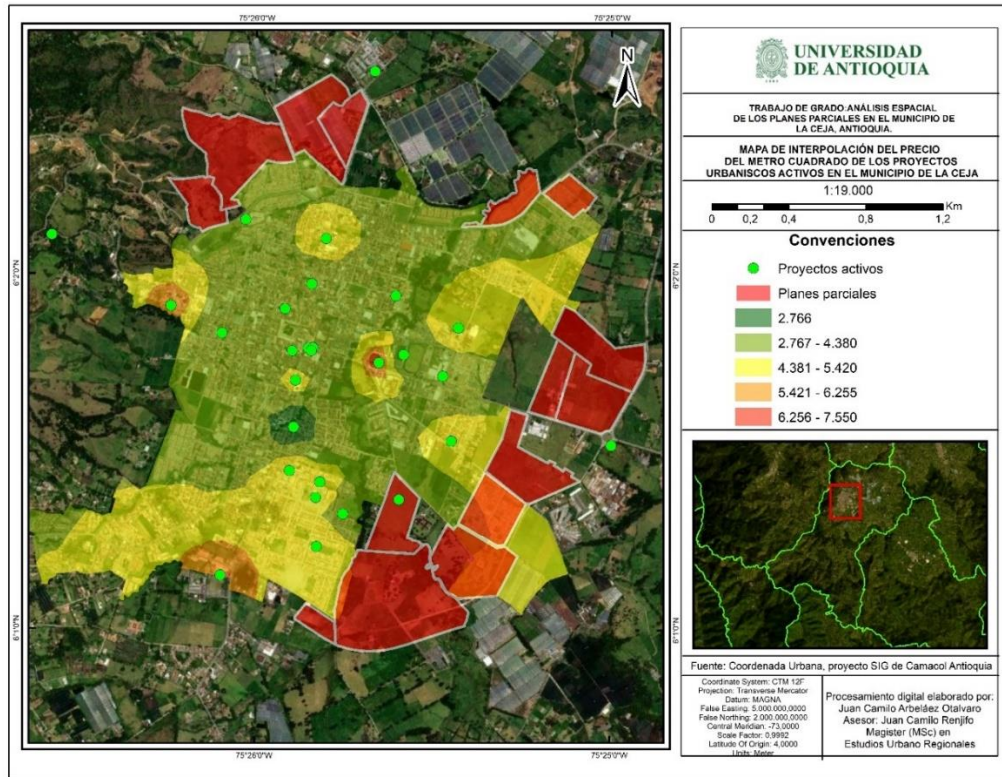 75°26'0"W
75°25'0"W
6°2'0"N
6°1'0"N
N
6°2'0"N
6°1'0"N
75°26'0"W
75°25'0"W
UNIVERSIDAD
DE ANTIOQUIA
1803
TRABAJO DE GRADO:ANÁLISIS ESPACIAL
DE LOS PLANES PARCIALES EN EL MUNICIPIO DE
LA CEJA, ANTIOQUIA.
MAPA DE INTERPOLACIÓN DEL PRECIO
DEL METRO CUADRADO DE LOS PROYECTOS
URBANISCOS ACTIVOS EN EL MUNICIPIO DE LA CEJA
1:19.000
Km
0 0,2 0,4 0,8 1,2
Convenciones
Proyectos activos
Planes parciales
2.766
2.767 - 4.380
4.381 - 5.420
5.421 - 6.255
6.256 - 7.550
Fuente: Coordenada Urbana, proyecto SIG de Camacol Antioquia
Coordinate System: CTM 12F
Projection: Transverse Mercator
Datum: MAGNA
False Easting: 5.000.000,0000
False Northing: 2.000.000,0000
Central Meridian: -73,0000
Scale Factor: 0,9992
Latitude Of Origin: 4,0000
Units: Meter
Procesamiento digital elaborado por:
Juan Camilo Arbeláez Otalvaro
Asesor: Juan Camilo Renjifo
Magister (MSc) en
Estudios Urbano Regionales